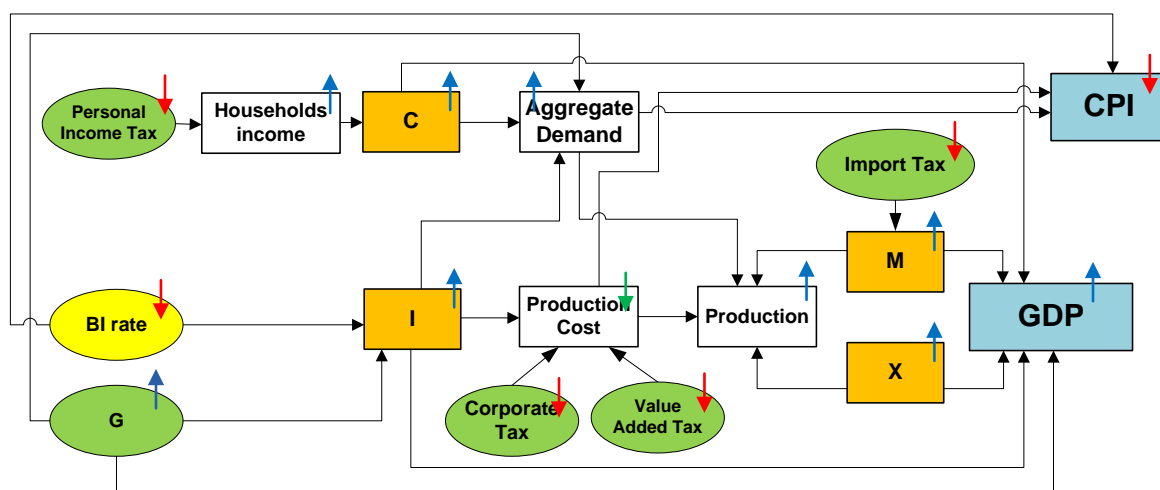 CPI
Personal
Income Tax
Households
income
C
Aggregate
Demand
Import Tax
M
BI rate
I
Production
Cost
Production
GDP
X
G
Corporate
Tax
Value
Added Tax